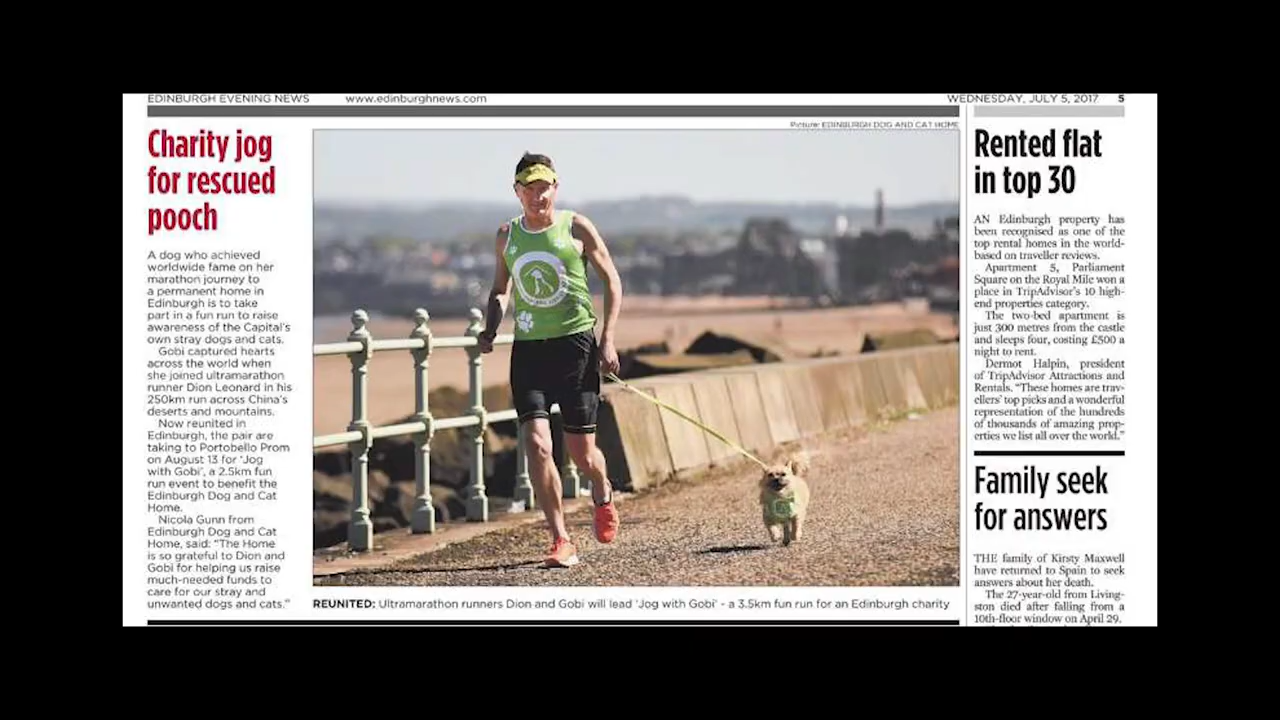 EDINBURGH EVENING NEWS www.edinburghnews.com WEDNESDAY, JULY 5, 2017 5
Charity jog
for rescued
pooch
A dog who achieved
worldwide fame on her
marathon journey to
a permanent home in
Edinburgh is to take
part in a fun run to raise
awareness of the Capital's
own stray dogs and cats.
Gobi captured hearts
across the world when
she joined ultramarathon
runner Dion Leonard in his
250km run across China's
deserts and mountains.
Now reunited in
Edinburgh, the pair are
taking to Portobello Prom
on August 13 for 'Jog
with Gobi', a 2.5km fun
run event to benefit the
Edinburgh Dog and Cat
Home.
Nicola Gunn from
Edinburgh Dog and Cat
Home, said: "The Home
is so grateful to Dion and
Gobi for helping us raise
much-needed funds to
care for our stray and
unwanted dogs and cats."
Picture: EDINBURGH DOG AND CAT HOME
REUNITED: Ultramarathon runners Dion and Gobi will lead 'Jog with Gobi' - a 3.5km fun run for an Edinburgh charity
Rented flat
in top 30
AN Edinburgh property has
been recognised as one of the
top rental homes in the world-
based on traveller reviews.
Apartment 5, Parliament
Square on the Royal Mile won a
place in TripAdvisor's 10 high-
end properties category.
The two-bed apartment is
just 300 metres from the castle
and sleeps four, costing £500 a
night to rent.
Dermot Halpin, president
of TripAdvisor Attractions and
Rentals. "These homes are trav-
ellers' top picks and a wonderful
representation of the hundreds
of thousands of amazing prop-
erties we list all over the world."
Family seek
for answers
THE family of Kirsty Maxwell
have returned to Spain to seek
answers about her death.
The 27-year-old from Living-
ston died after falling from a
10th-floor window on April 29.